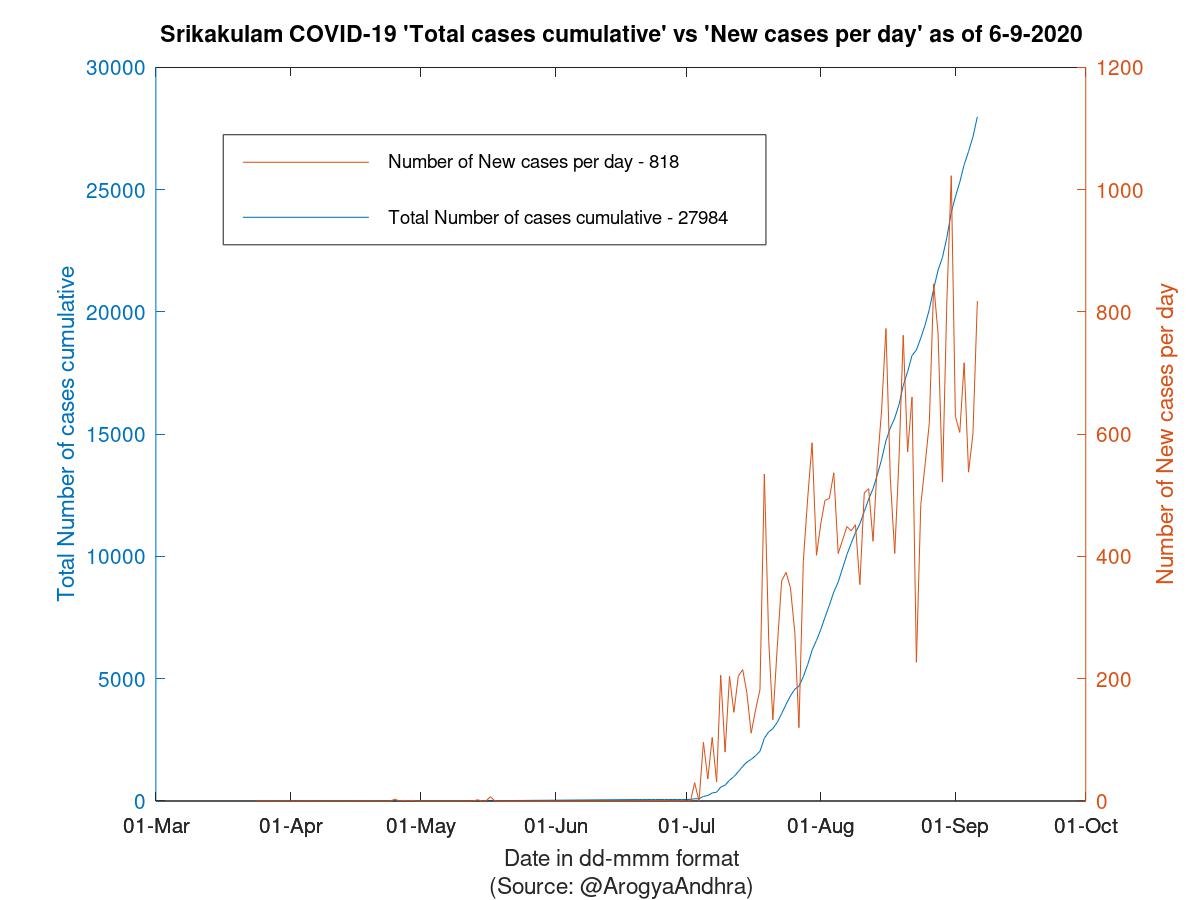 Srikakulam COVID-19 'Total cases cumulative' vs 'New cases per day' as of 6-9-2020
30000
25000
20000
15000
10000
5000
0
Total Number of cases cumulative
Number of New cases per day - 818
Total Number of cases cumulative - 27984
1200
1000
800
600
400
200
0
Number of New cases per day
01-Mar 01-Apr 01-May 01-Jun 01-Jul 01-Aug 01-Sep 01-Oct
Date in dd-mmm format
(Source: @ArogyaAndhra)